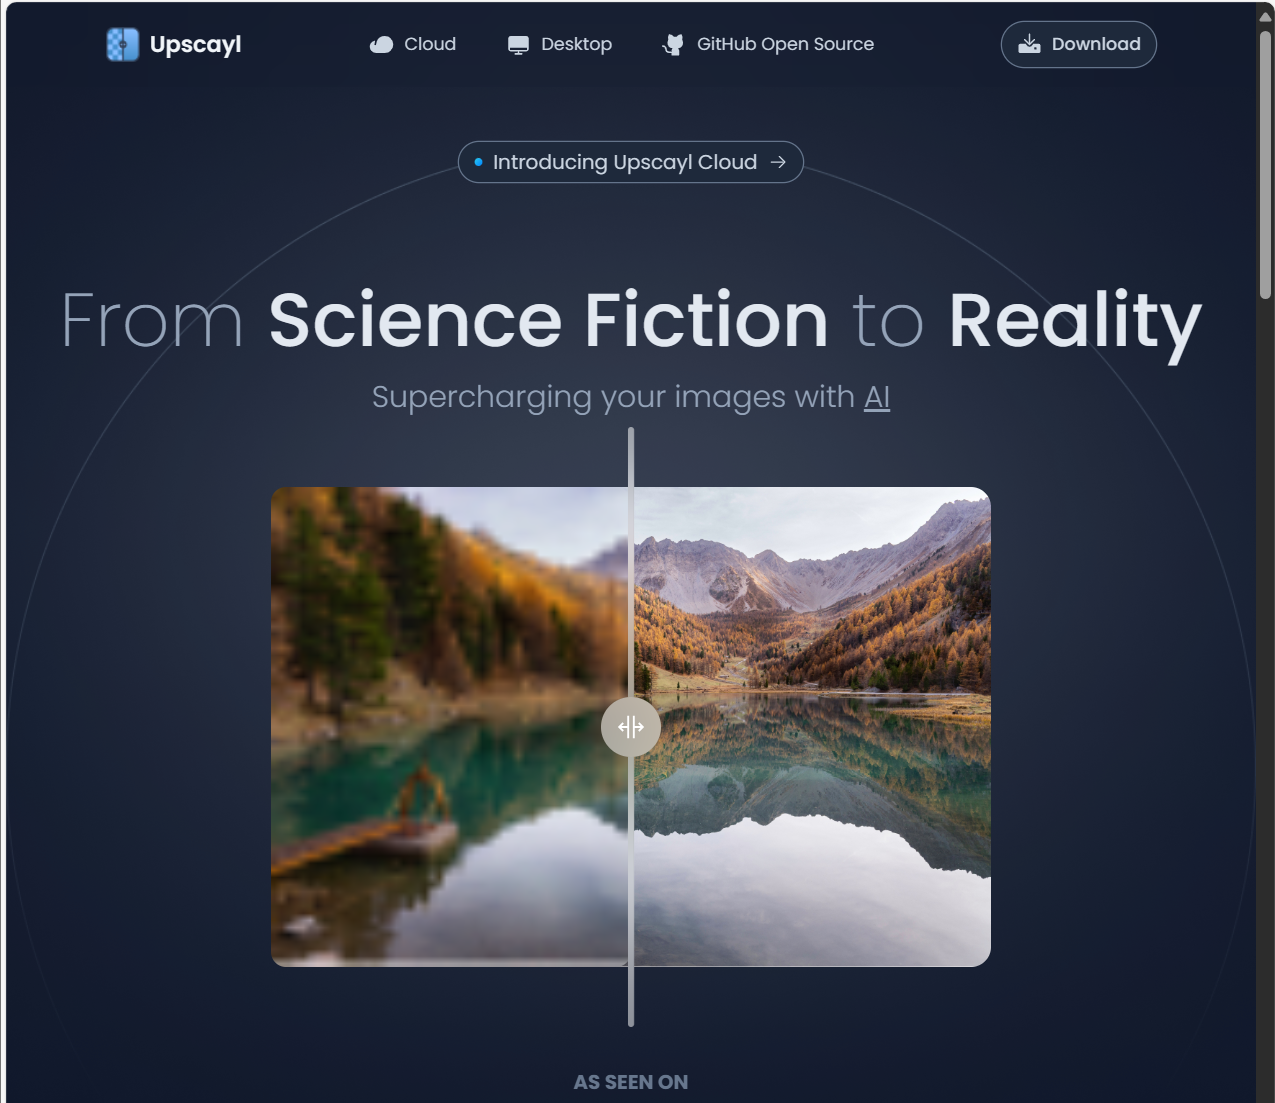 Upscayl
Cloud
Desktop
GitHub Open Source
Download
Introducing Upscayl Cloud →
From Science Fiction to Reality
Supercharging your images with AI
AS SEEN ON